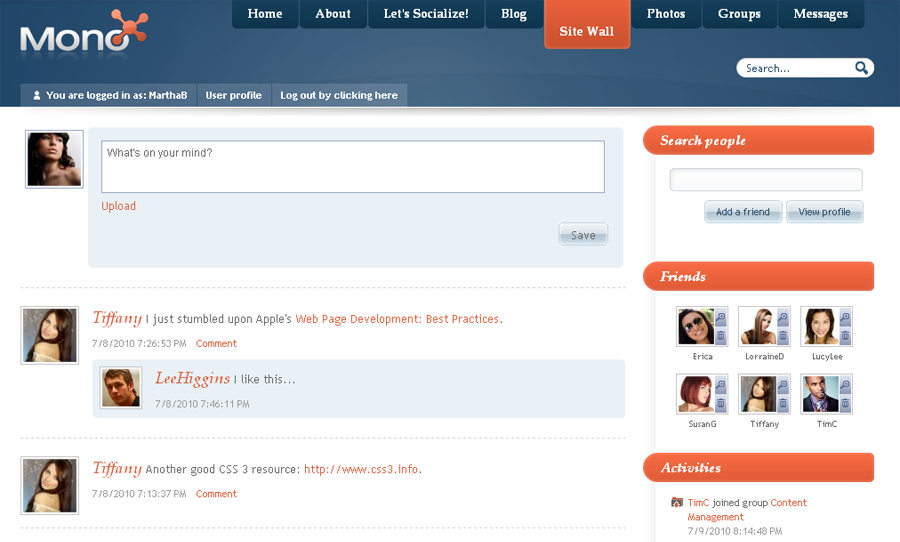 Home About Let's Socialize! Blog Site Wall Photos Groups Messages
Mono
Search...
You are logged in as: MarthaB User profile Log out by clicking here
What's on your mind?
Upload
Save
Tiffany I just stumbled upon Apple's Web Page Development: Best Practices.
7/8/2010 7:26:53 PM Comment
LeeHiggins I like this...
7/8/2010 7:46:11 PM
Tiffany Another good CSS 3 resource: http://www.css3.info.
7/8/2010 7:13:37 PM Comment
Search people
Add a friend View profile
Friends
Erica LorraineD LucyLee
SusanG Tiffany TimC
Activities
TimC joined group Content
Management
7/9/2010 8:14:48 PM